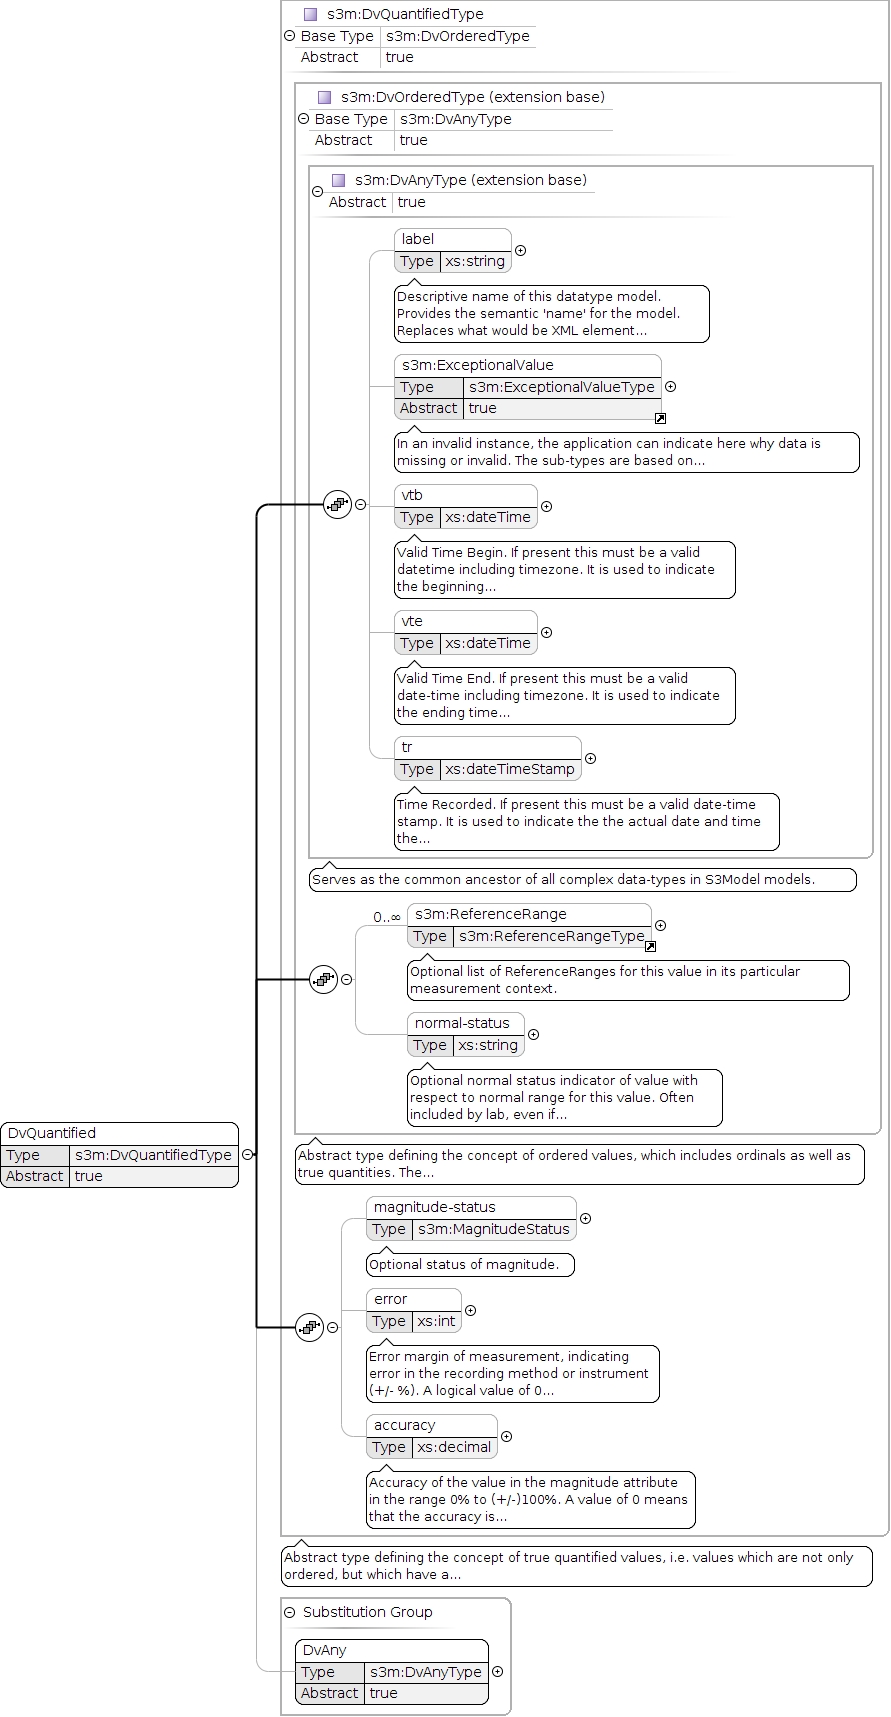 s3m:DvQuantifiedType
Base Type s3m:DvOrderedType
Abstract true
s3m:DvOrderedType (extension base)
Base Type s3m:DvAnyType
Abstract true
s3m:DvAnyType (extension base)
Abstract true
label
Type xs:string
Descriptive name of this datatype model.
Provides the semantic 'name' for the model.
Replaces what would be XML element...
s3m:ExceptionalValue
Type s3m:ExceptionalValueType
Abstract true
In an invalid instance, the application can indicate here why data is
missing or invalid. The sub-types are based on...
vtb
Type xs:dateTime
Valid Time Begin. If present this must be a valid
datetime including timezone. It is used to indicate
the beginning...
vte
Type xs:dateTime
Valid Time End. If present this must be a valid
date-time including timezone. It is used to indicate
the ending time...
tr
Type xs:dateTimeStamp
Time Recorded. If present this must be a valid date-time
stamp. It is used to indicate the the actual date and time
the...
Serves as the common ancestor of all complex data-types in S3Model models.
0..∞
s3m:ReferenceRange
Type s3m:ReferenceRangeType
Optional list of ReferenceRanges for this value in its particular
measurement context.
normal-status
Type xs:string
Optional normal status indicator of value with
respect to normal range for this value. Often
included by lab, even if...
DvQuantified
Type s3m:DvQuantifiedType
Abstract true
Abstract type defining the concept of ordered values, which includes ordinals as well as
true quantities. The...
magnitude-status
Type s3m:MagnitudeStatus
Optional status of magnitude.
error
Type xs:int
Error margin of measurement, indicating
error in the recording method or instrument
(+/- %). A logical value of 0...
accuracy
Type xs:decimal
Accuracy of the value in the magnitude attribute
in the range 0% to (+/-)100%. A value of 0 means
that the accuracy is...
Abstract type defining the concept of true quantified values, i.e. values which are not only
ordered, but which have a...
Substitution Group
DvAny
Type s3m:DvAnyType
Abstract true